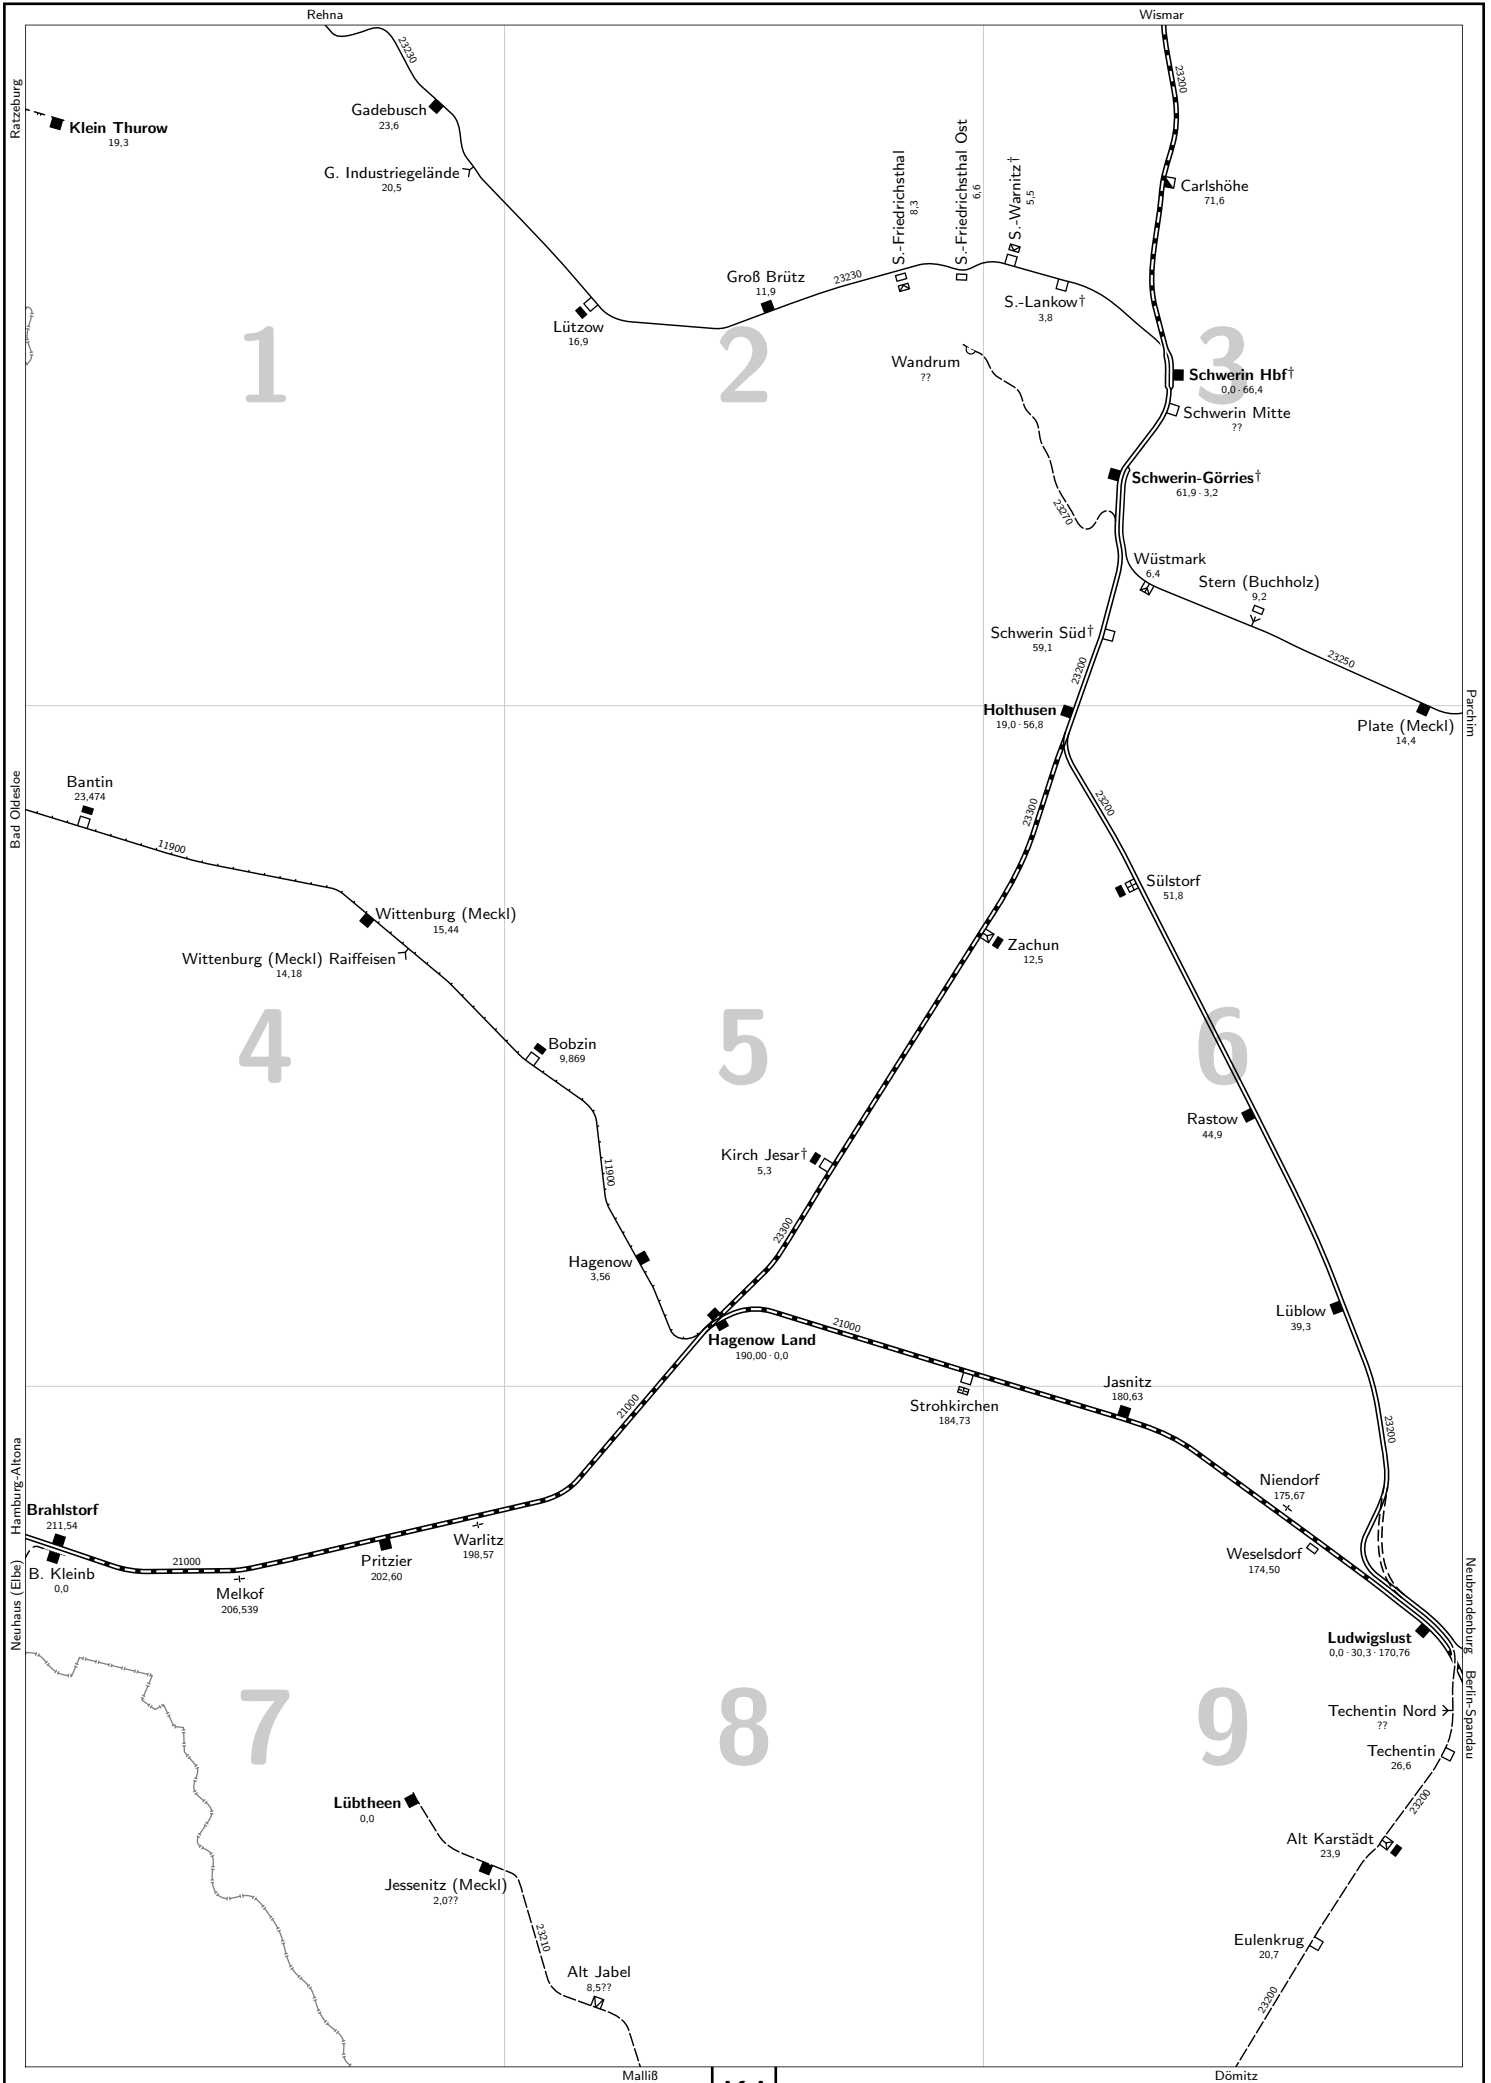 Rehna
Wismar
Ratzeburg
23230
23200
Gadebusch
23,6
Klein Thurow
19,3
G. Industriegelände
20,5
S.-Friedrichsthal
8,3
S.-Friedrichsthal Ost
6,6
S.-Warnitz†
5,5
Carlshöhe
71,6
Groß Brütz
11,9
23230
S.-Lankow†
3,8
Lützow
16,9
1
2
3
Wandrum
??
Schwerin Hbf†
0,0 · 66,4
Schwerin Mitte
??
Schwerin-Görries†
61,9 · 3,2
23270
Wüstmark
6,4
Stern (Buchholz)
9,2
Schwerin Süd†
59,1
23200
23250
Holthusen
19,0 · 56,8
Plate (Meckl)
14,4
Parchim
Bad Oldesloe
Bantin
23,474
11900
23300
23200
Sülstorf
51,8
Wittenburg (Meckl)
15,44
Wittenburg (Meckl) Raiffeisen
14,18
Zachun
12,5
4
5
6
Bobzin
9,869
Rastow
44,9
Kirch Jesar†
5,3
11900
23300
Hagenow
3,56
Lüblow
39,3
21000
Hagenow Land
190,00 · 0,0
Jasnitz
180,63
Strohkirchen
184,73
21000
23200
Hamburg-Altona
Niendorf
175,67
Brahlstorf
211,54
Warlitz
198,57
Weselsdorf
174,50
21000
Pritzier
202,60
B. Kleinb
0,0
Melkof
206,539
Neuhaus (Elbe)
Neubrandenburg
Ludwigslust
0,0 · 30,3 · 170,76
Berlin-Spandau
7
8
9
Techentin Nord
??
Techentin
26,6
Lübtheen
0,0
23200
Alt Karstädt
23,9
Jessenitz (Meckl)
2,0??
23210
Eulenkrug
20,7
Alt Jabel
8,5??
23200
Malliß
Dömitz